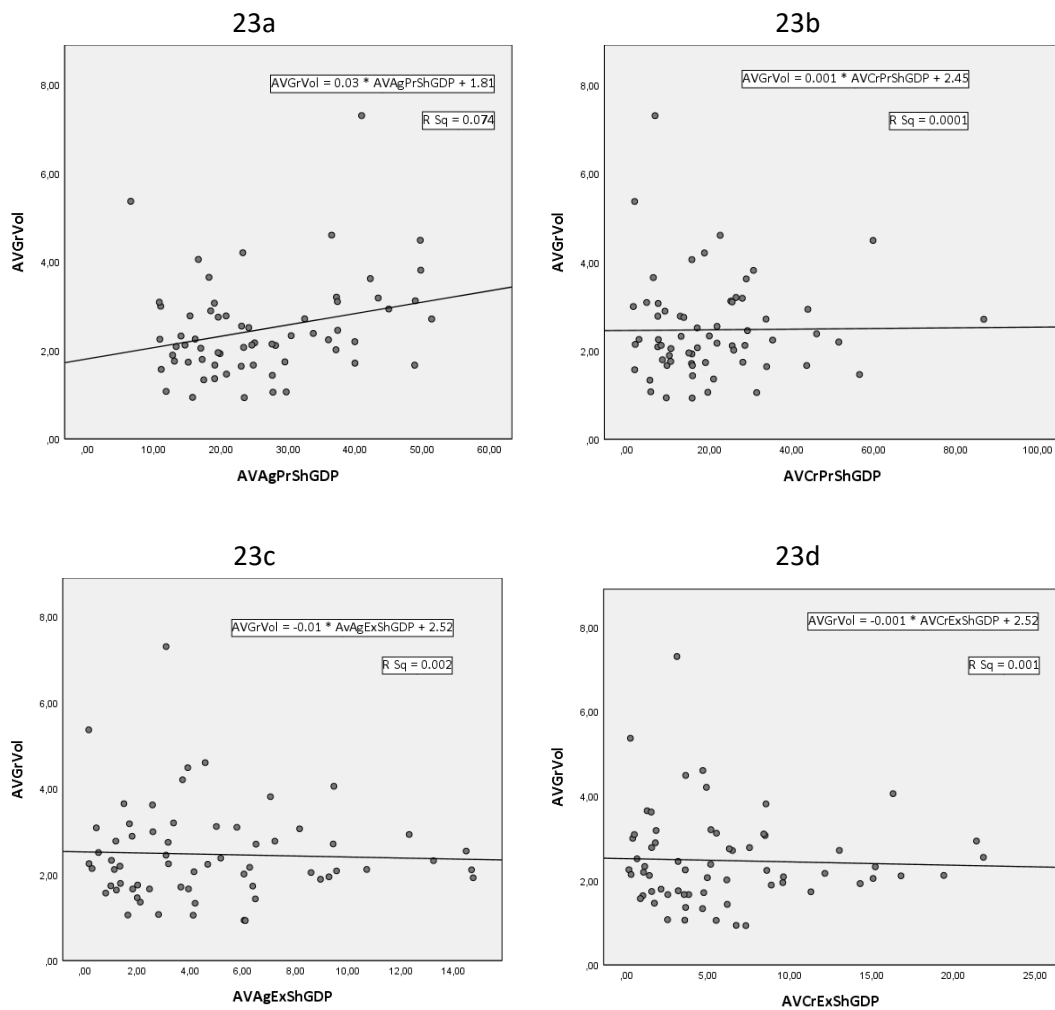 23a
AVGrVol = 0.03 * AVAgPrShGDP + 1.81
R Sq = 0.074
8,00
6,00
4,00
2,00
,00
AVGrVol
,00 10,00 20,00 30,00 40,00 50,00 60,00
AVAgPrShGDP
23b
AVGrVol = 0.001 * AVCrPrShGDP + 2.45
R Sq = 0.0001
8,00
6,00
4,00
2,00
,00
AVGrVol
,00 20,00 40,00 60,00 80,00 100,00
AVCrPrShGDP
23c
AVGrVol = -0.01 * AvAgExShGDP + 2.52
R Sq = 0.002
8,00
6,00
4,00
2,00
,00
AVGrVol
,00 2,00 4,00 6,00 8,00 10,00 12,00 14,00
AVAgExShGDP
23d
AVGrVol = -0.001 * AVCrExShGDP + 2.52
R Sq = 0.001
8,00
6,00
4,00
2,00
,00
AVGrVol
,00 5,00 10,00 15,00 20,00 25,00
AVCrExShGDP